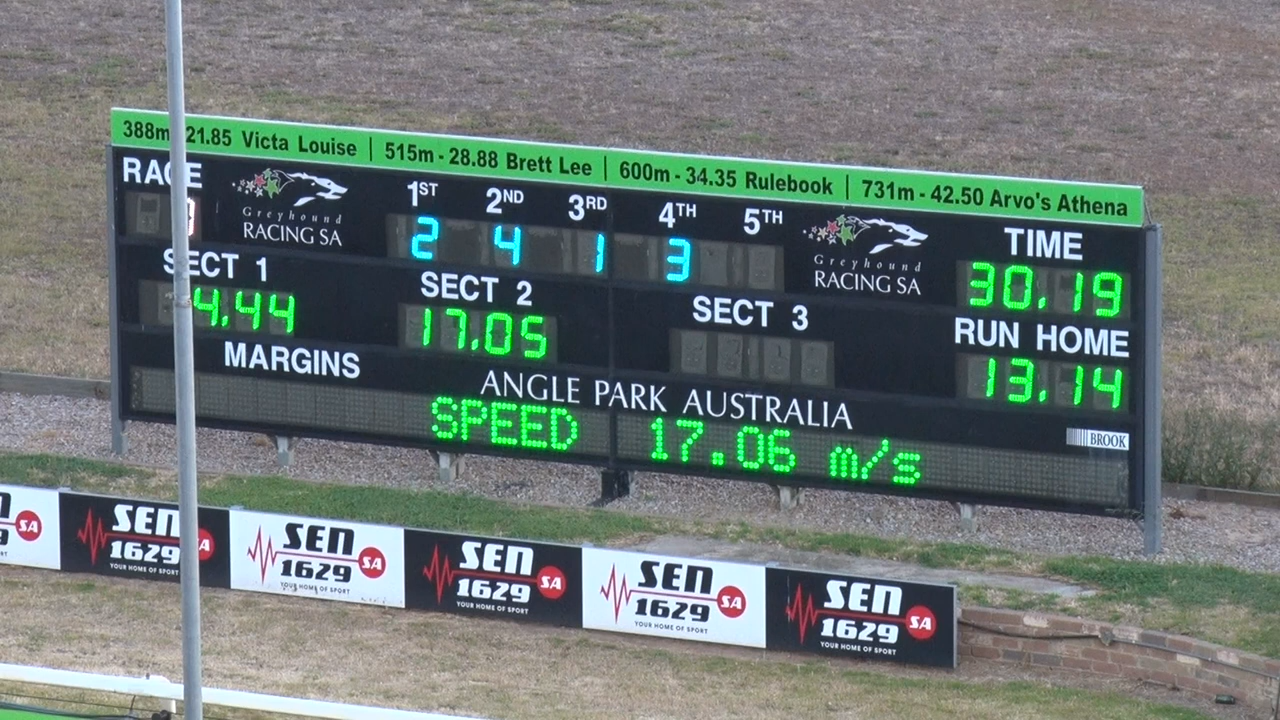 388m 21.85 Victa Louise | 515m - 28.88 Brett Lee | 600m - 34.35 Rulebook | 731m - 42.50 Arvo's Athena
RACE
Greyhound
RACING SA
1ST 2ND 3RD 4TH 5TH
2 4 1 3
Greyhound
RACING SA
TIME
30.19
SECT 1
4.44
SECT 2
17.05
SECT 3
RUN HOME
13.14
MARGINS
ANGLE PARK AUSTRALIA
SPEED 17.06 m/s
BROOK
SA
SEN
1629
SA
YOUR HOME OF SPORT
SEN
1629
SA
YOUR HOME OF SPORT
SEN
1629
SA
YOUR HOME OF SPORT
SEN
1629
SA
YOUR HOME OF SPORT
SEN
1629
SA
YOUR HOME OF SPORT